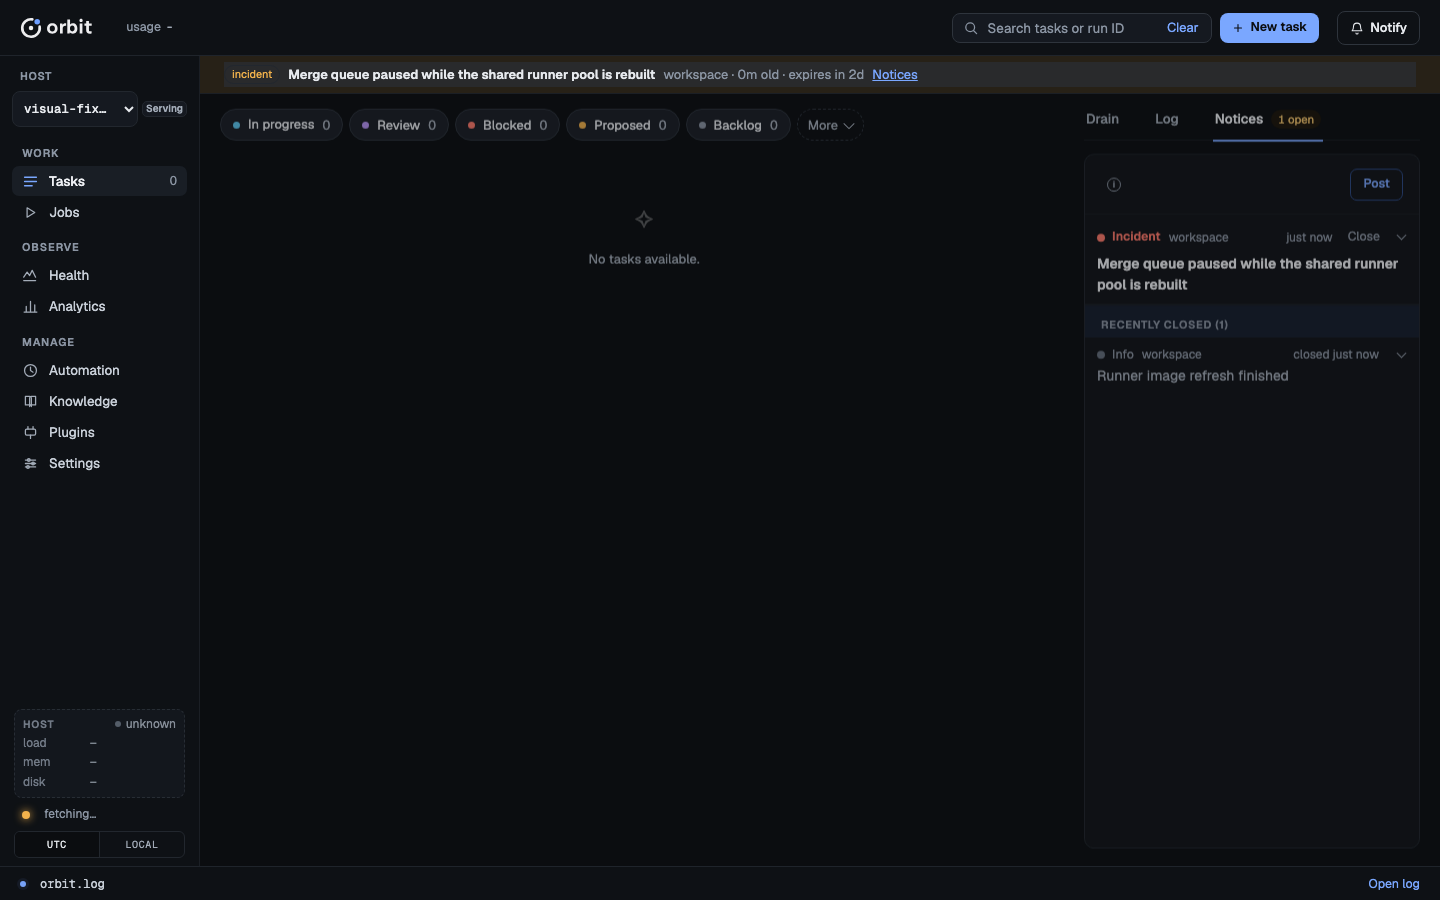 orbit
usage –
Search tasks or run ID
Clear
+ New task
Notify
HOST
visual-fix…
Serving
WORK
Tasks 0
Jobs
OBSERVE
Health
Analytics
MANAGE
Automation
Knowledge
Plugins
Settings
HOST unknown
load –
mem –
disk –
fetching…
UTC LOCAL
incident Merge queue paused while the shared runner pool is rebuilt workspace · 0m old · expires in 2d Notices
In progress 0
Review 0
Blocked 0
Proposed 0
Backlog 0
More
No tasks available.
Drain Log Notices 1 open
Post
Incident workspace just now Close
Merge queue paused while the shared runner
pool is rebuilt
RECENTLY CLOSED (1)
Info workspace closed just now
Runner image refresh finished
orbit.log
Open log